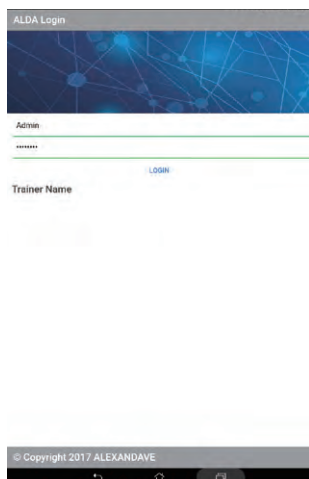 ALDA Login
Admin
••••••••
LOGIN
Trainer Name
© Copyright 2017 ALEXANDAVE